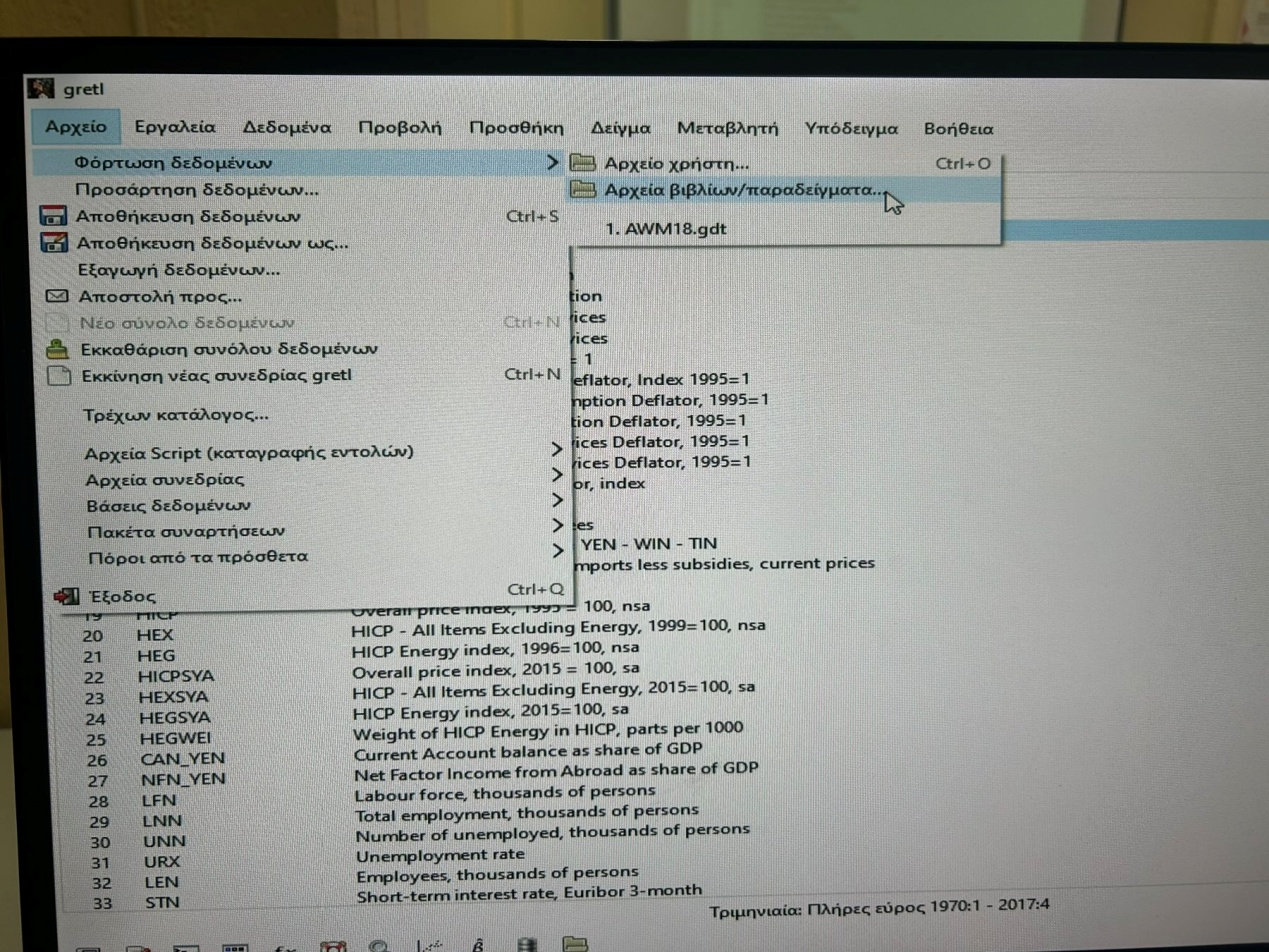 gretl
Αρχείο Εργαλεία Δεδομένα Προβολή Προσθήκη Δείγμα Μεταβλητή Υπόδειγμα Βοήθεια
Φόρτωση δεδομένων
Αρχείο χρήστη... Ctrl+O
Προσάρτηση δεδομένων...
Αρχεία βιβλίων/παραδείγματα...
Αποθήκευση δεδομένων Ctrl+S
1. AWM18.gdt
Αποθήκευση δεδομένων ως...
Εξαγωγή δεδομένων...
Αποστολή προς...
Νέο σύνολο δεδομένων Ctrl+N
Εκκαθάριση συνόλου δεδομένων
Εκκίνηση νέας συνεδρίας gretl Ctrl+N
Τρέχων κατάλογος...
Αρχεία Script (καταγραφής εντολών)
Αρχεία συνεδρίας
Βάσεις δεδομένων
Πακέτα συναρτήσεων
Πόροι από τα πρόσθετα
Έξοδος Ctrl+Q
tion
ices
ices
= 1
eflator, Index 1995=1
mption Deflator, 1995=1
tion Deflator, 1995=1
ices Deflator, 1995=1
ices Deflator, 1995=1
or, index
es
YEN - WIN - TIN
mports less subsidies, current prices
19 HICP Overall price index, 1995 = 100, nsa
20 HEX HICP - All Items Excluding Energy, 1999=100, nsa
21 HEG HICP Energy index, 1996=100, nsa
22 HICPSYA Overall price index, 2015 = 100, sa
23 HEXSYA HICP - All Items Excluding Energy, 2015=100, sa
24 HEGSYA HICP Energy index, 2015=100, sa
25 HEGWEI Weight of HICP Energy in HICP, parts per 1000
26 CAN_YEN Current Account balance as share of GDP
27 NFN_YEN Net Factor Income from Abroad as share of GDP
28 LFN Labour force, thousands of persons
29 LNN Total employment, thousands of persons
30 UNN Number of unemployed, thousands of persons
31 URX Unemployment rate
32 LEN Employees, thousands of persons
33 STN Short-term interest rate, Euribor 3-month
Τριμηνιαία: Πλήρες εύρος 1970:1 - 2017:4